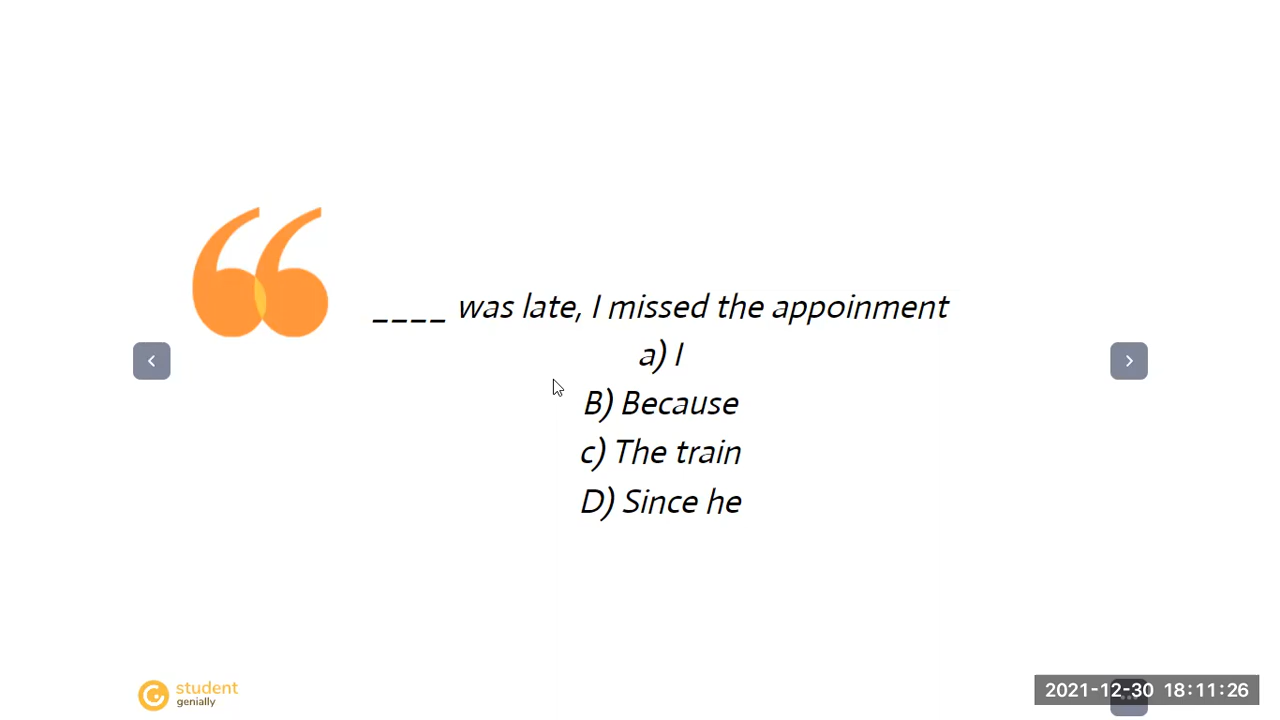 ____ was late, I missed the appoinment
a) I
B) Because
c) The train
D) Since he
student
genially
2021-12-30 18:11:26